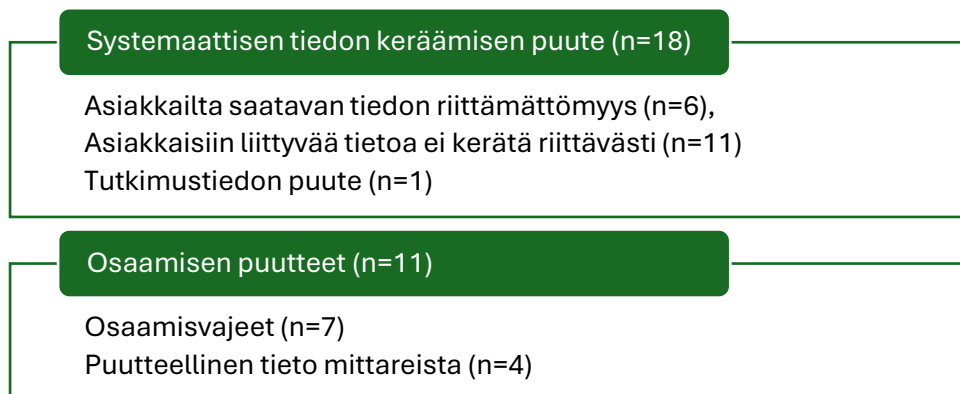 Systemaattisen tiedon keräämisen puute (n=18)
Asiakkailta saatavan tiedon riittämättömyys (n=6),
Asiakkaisiin liittyvää tietoa ei kerätä riittävästi (n=11)
Tutkimustiedon puute (n=1)
Osaamisen puutteet (n=11)
Osaamisvajeet (n=7)
Puutteellinen tieto mittareista (n=4)